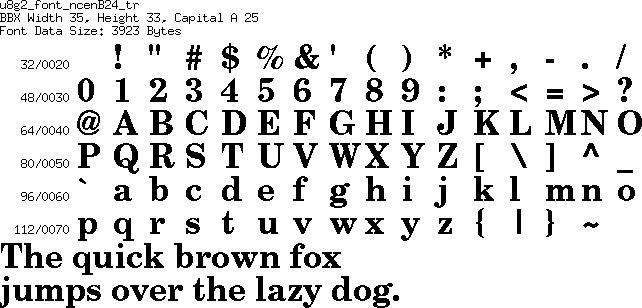 u8g2_font_ncenB24_tr
BBX Width 35, Height 33, Capital A 25
Font Data Size: 3923 Bytes
32/0020 ! " # $ % & ' ( ) * + , - . /
48/0030 0 1 2 3 4 5 6 7 8 9 : ; < = > ?
64/0040 @ A B C D E F G H I J K L M N O
80/0050 P Q R S T U V W X Y Z [ \ ] ^ _
96/0060 ` a b c d e f g h i j k l m n o
112/0070 p q r s t u v w x y z { | } ~
The quick brown fox
jumps over the lazy dog.